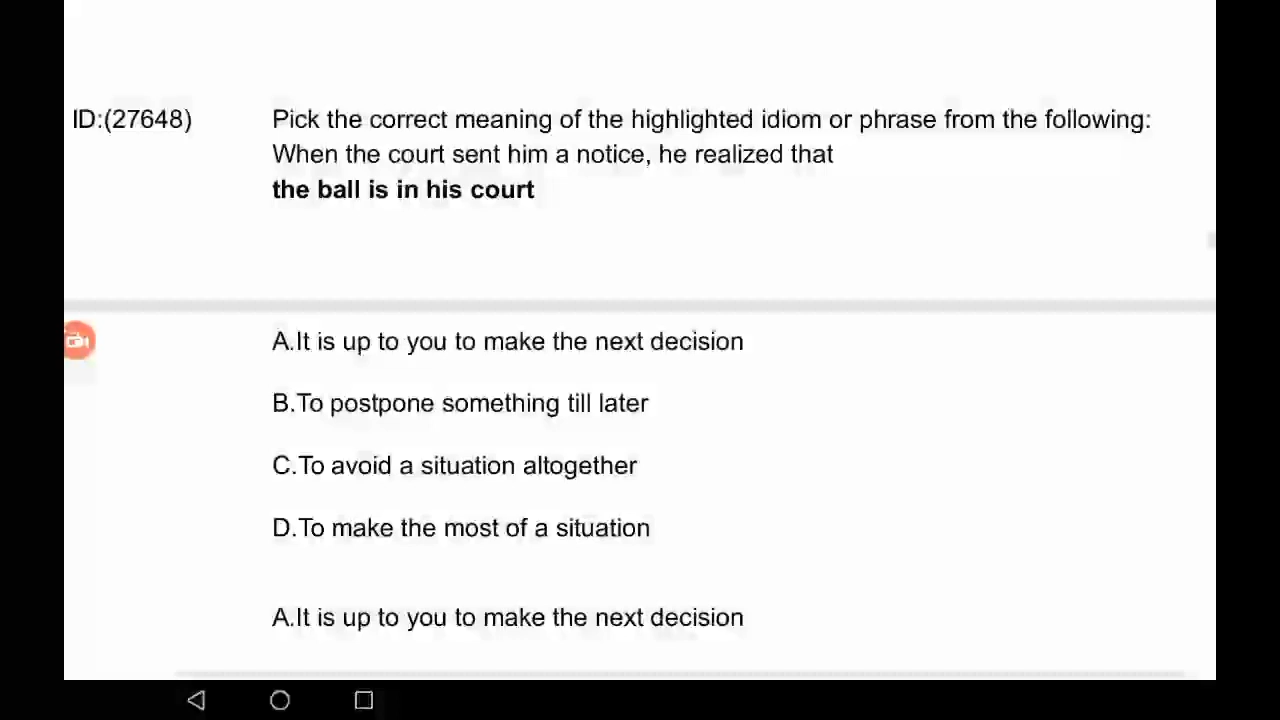 ID:(27648) Pick the correct meaning of the highlighted idiom or phrase from the following:
When the court sent him a notice, he realized that
the ball is in his court
A.It is up to you to make the next decision
B.To postpone something till later
C.To avoid a situation altogether
D.To make the most of a situation
A.It is up to you to make the next decision